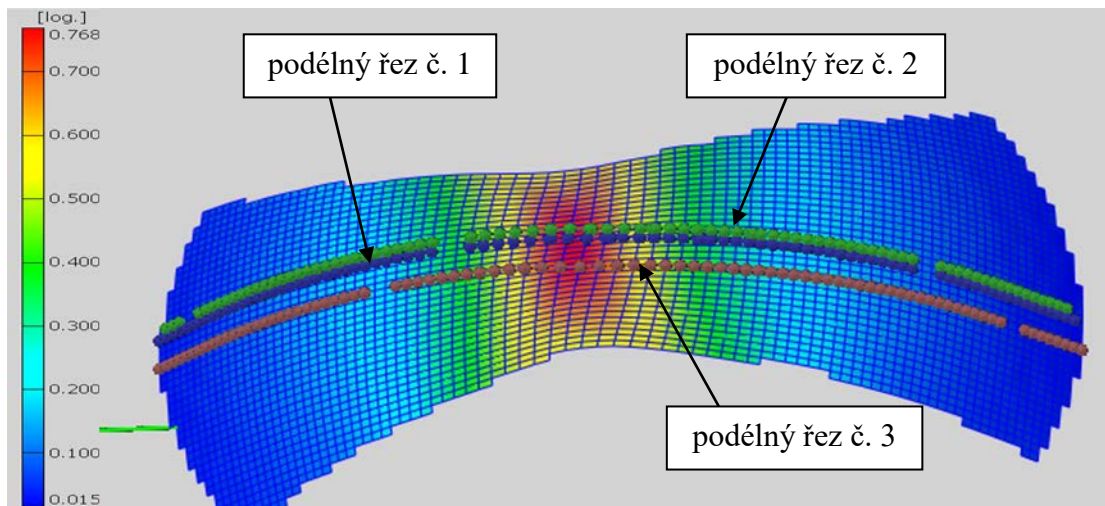 [log.]
0.768
0.700
0.600
0.500
0.400
0.300
0.200
0.100
0.015
podélný řez č. 1
podélný řez č. 2
podélný řez č. 3